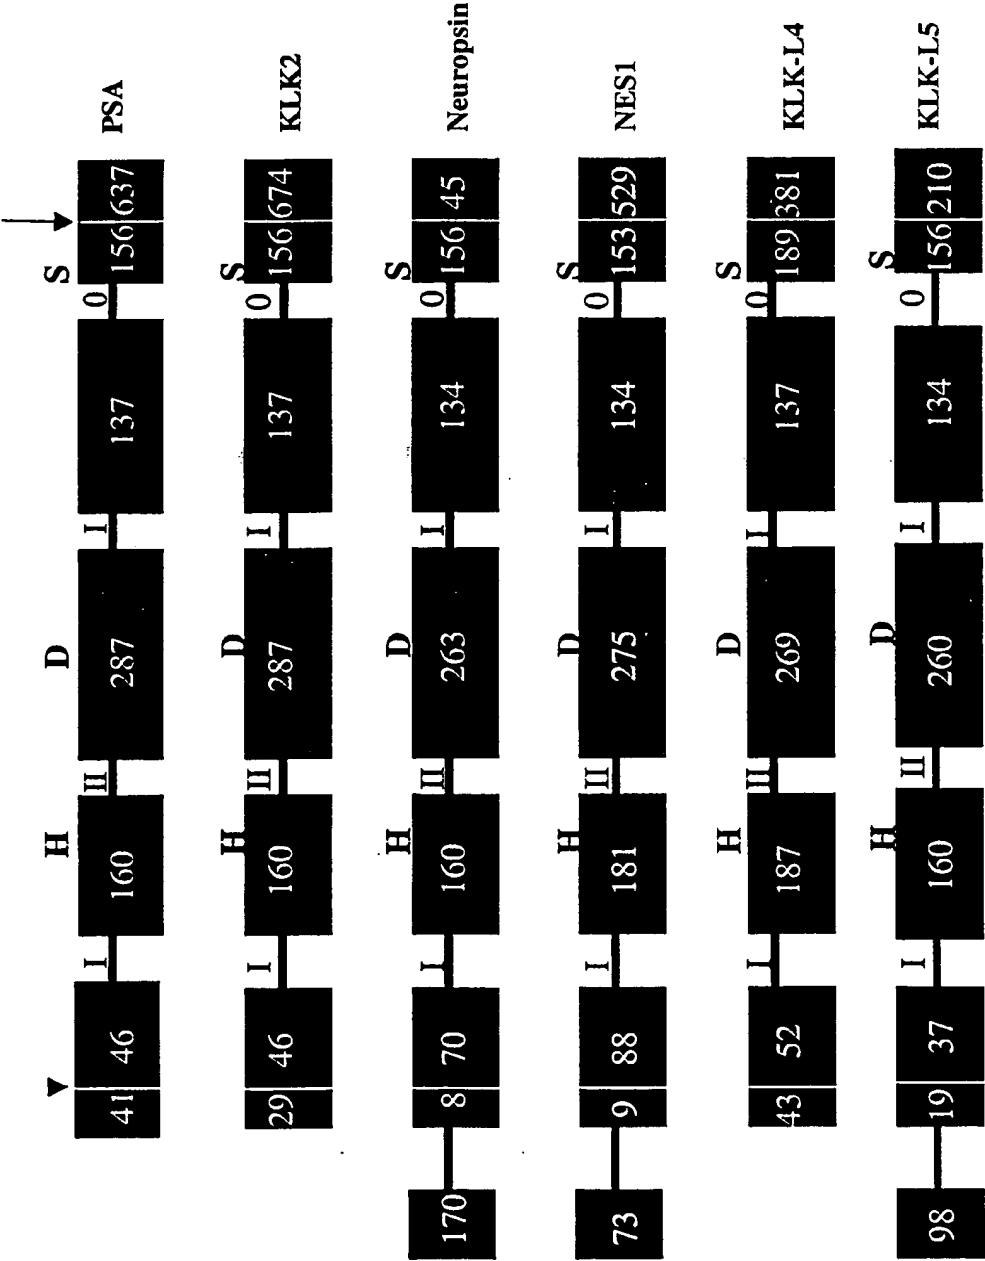 H D S
I II I 0
41 46 160 287 137 156 637 PSA
H D S
I II I 0
29 46 160 287 137 156 674 KLK2
H D S
I II I 0
170 8 70 160 263 134 156 45 Neuropsin
H D S
I II I 0
73 9 88 181 275 134 153 529 NES1
H D S
I II I 0
43 52 187 269 137 189 381 KLK-L4
H D S
I II I 0
98 19 37 160 260 134 156 210 KLK-L5